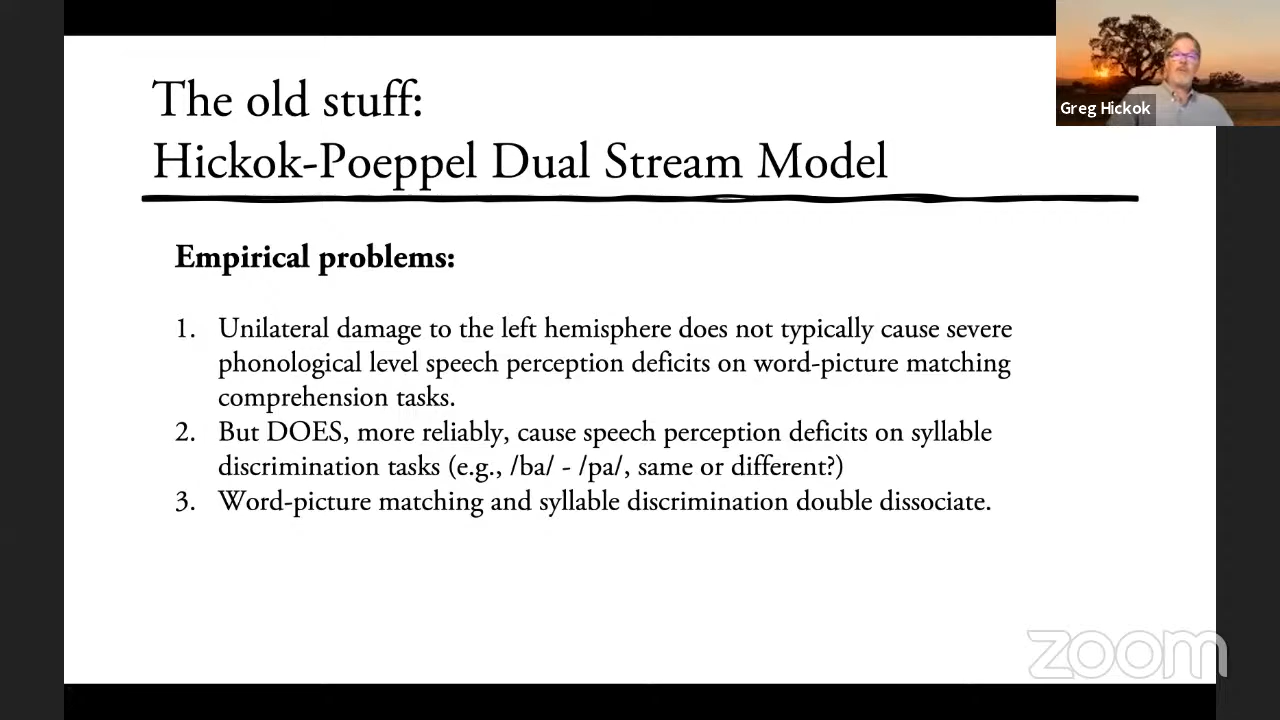 The old stuff:
Hickok-Poeppel Dual Stream Model
Greg Hickok
Empirical problems:
1. Unilateral damage to the left hemisphere does not typically cause severe
phonological level speech perception deficits on word-picture matching
comprehension tasks.
2. But DOES, more reliably, cause speech perception deficits on syllable
discrimination tasks (e.g., /ba/ - /pa/, same or different?)
3. Word-picture matching and syllable discrimination double dissociate.
zoom